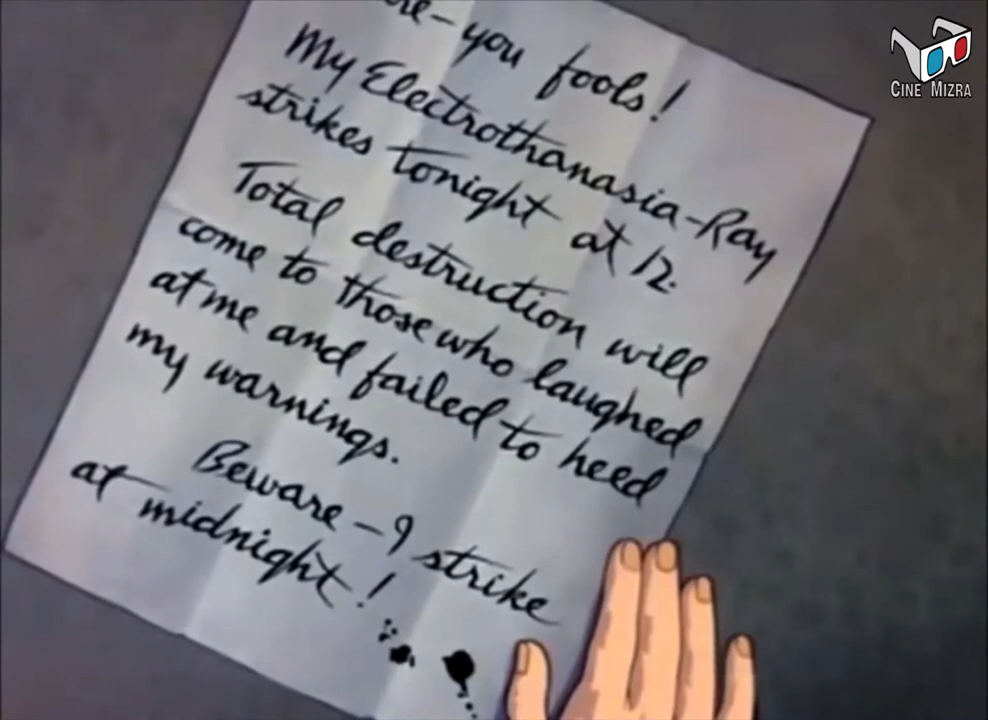 you fools!
My Electrothanasia-Ray
strikes tonight at 12.
Total destruction will
come to those who laughed
at me and failed to heed
my warnings.
Beware - I strike
at midnight!
CINE MIZRA